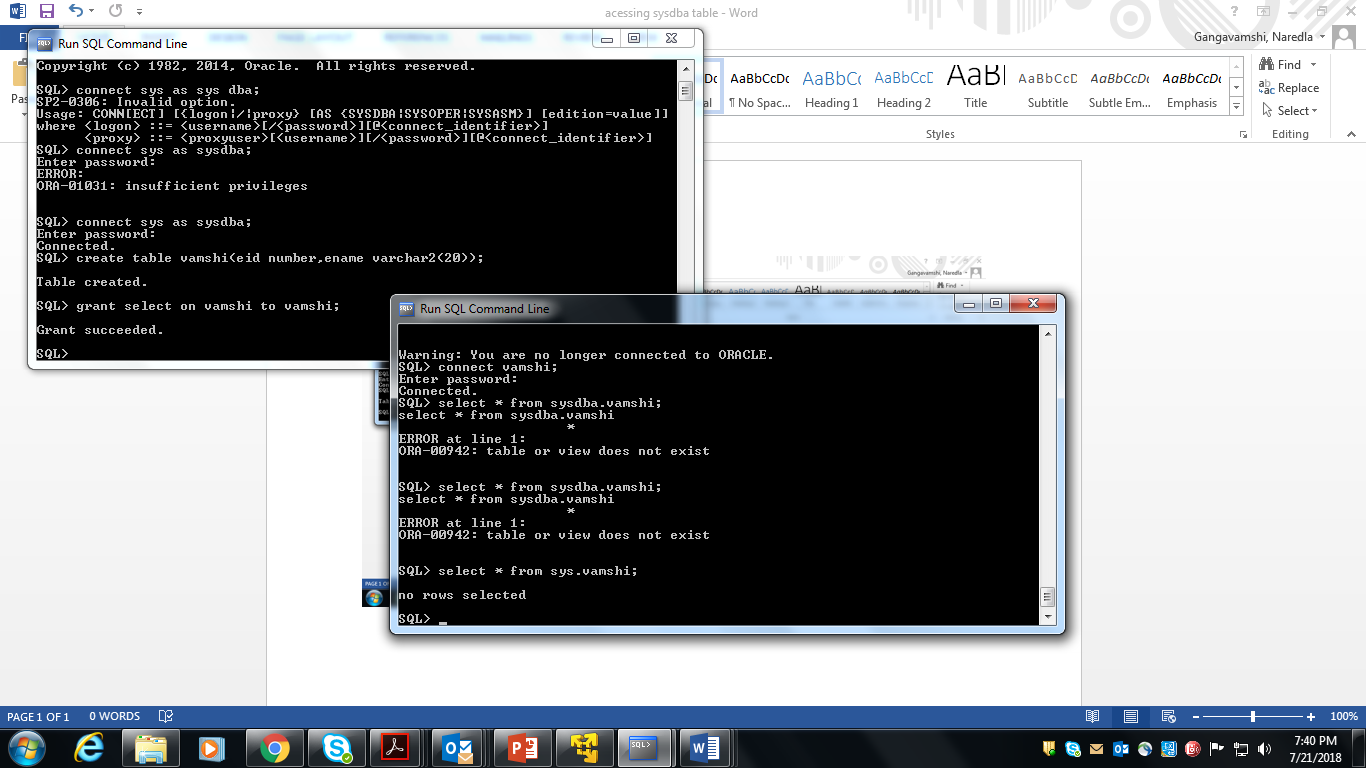 acessing sysdba table - Word
Gangavamshi, Naredla
AaBbCcDc AaBbC AaBbCcD AaB AaBbCcD AaBbCcDc AaBbCcDc
¶ No Spac... Heading 1 Heading 2 Title Subtitle Subtle Em... Emphasis
Styles
Find
Replace
Select
Editing
Run SQL Command Line
Copyright (c) 1982, 2014, Oracle.  All rights reserved.
SQL> connect sys as sys dba;
SP2-0306: Invalid option.
Usage: CONN[ECT] [{logon|/|proxy} [AS {SYSDBA|SYSOPER|SYSASM}] [edition=value]]
where <logon> ::= <username>[/<password>][@<connect_identifier>]
<proxy> ::= <proxyuser>[<username>][/<password>][@<connect_identifier>]
SQL> connect sys as sysdba;
Enter password:
ERROR:
ORA-01031: insufficient privileges
SQL> connect sys as sysdba;
Enter password:
Connected.
SQL> create table vamshi(eid number,ename varchar2(20));
Table created.
SQL> grant select on vamshi to vamshi;
Grant succeeded.
SQL>
Run SQL Command Line
Warning: You are no longer connected to ORACLE.
SQL> connect vamshi;
Enter password:
Connected.
SQL> select * from sysdba.vamshi;
select * from sysdba.vamshi
*
ERROR at line 1:
ORA-00942: table or view does not exist
SQL> select * from sysdba.vamshi;
select * from sysdba.vamshi
*
ERROR at line 1:
ORA-00942: table or view does not exist
SQL> select * from sys.vamshi;
no rows selected
SQL> _
PAGE 1 OF 1 0 WORDS
100%
7:40 PM
7/21/2018